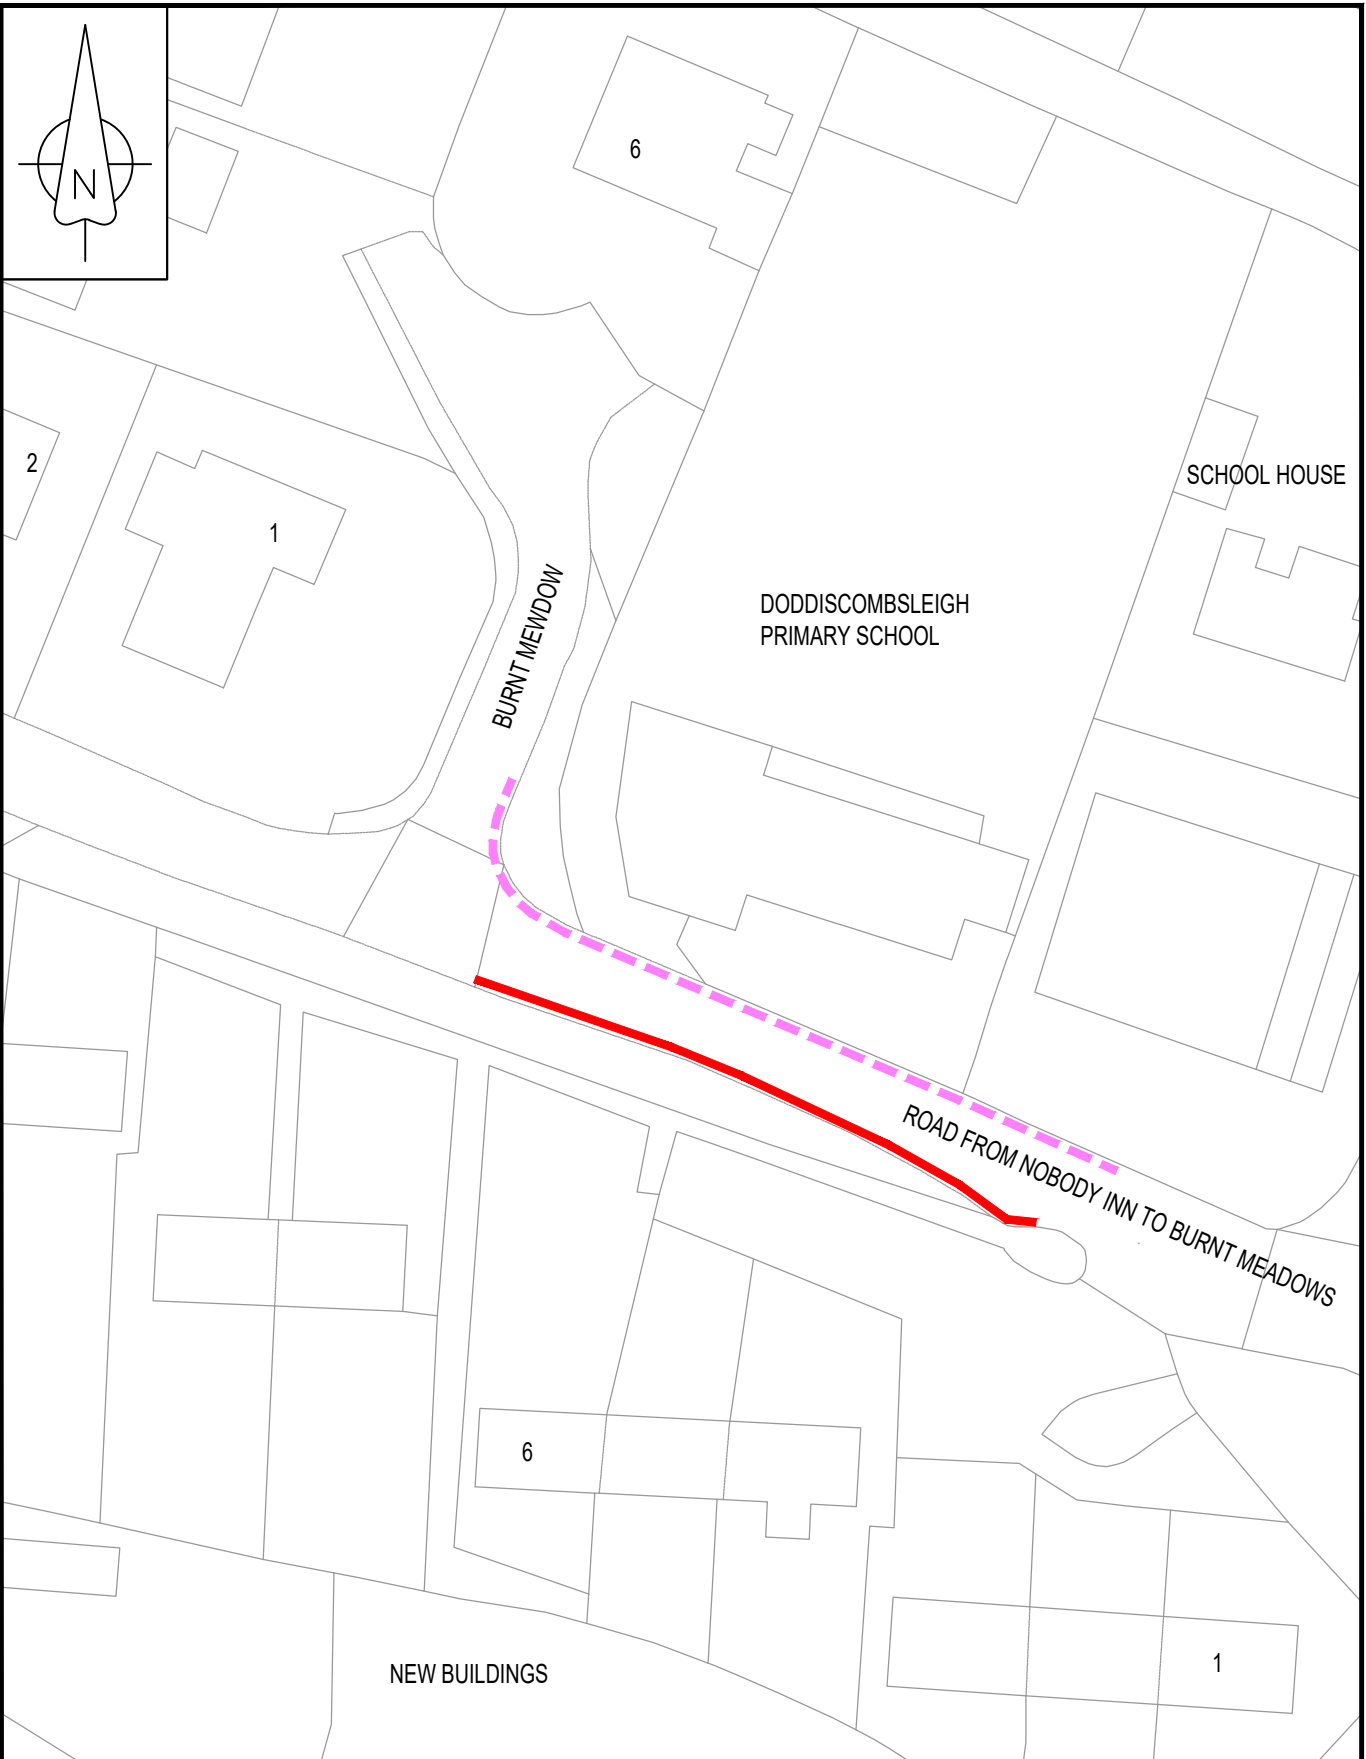 N
6
2
1
SCHOOL HOUSE
BURNT MEWDOW
DODDISCOMBSLEIGH
PRIMARY SCHOOL
ROAD FROM NOBODY INN TO BURNT MEADOWS
6
NEW BUILDINGS
1